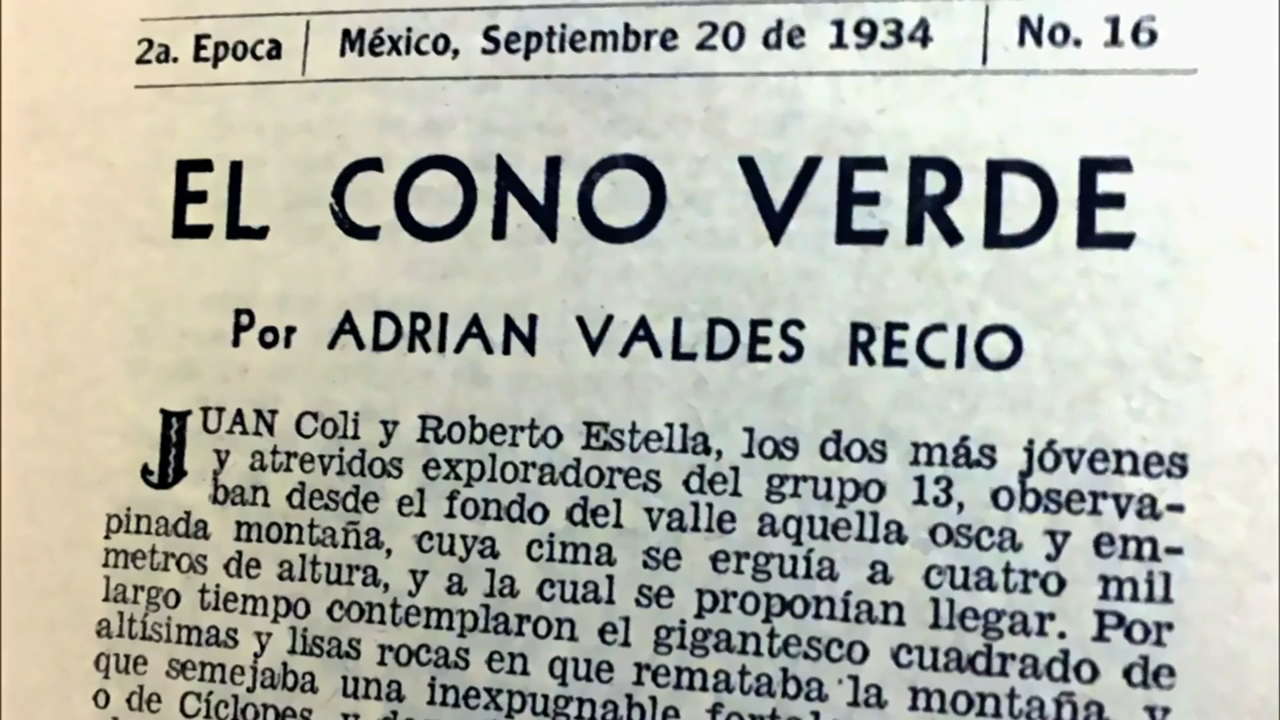 2a. Epoca | México, Septiembre 20 de 1934 | No. 16
EL CONO VERDE
Por ADRIAN VALDES RECIO
JUAN Coli y Roberto Estella, los dos más jóvenes
y atrevidos exploradores del grupo 13, observa-
ban desde el fondo del valle aquella osca y em-
pinada montaña, cuya cima se erguía a cuatro mil
metros de altura, y a la cual se proponían llegar. Por
largo tiempo contemplaron el gigantesco cuadrado de
altísimas y lisas rocas en que remataba la montaña, y
que semejaba una inexpugnable
o de Cíclopes, y